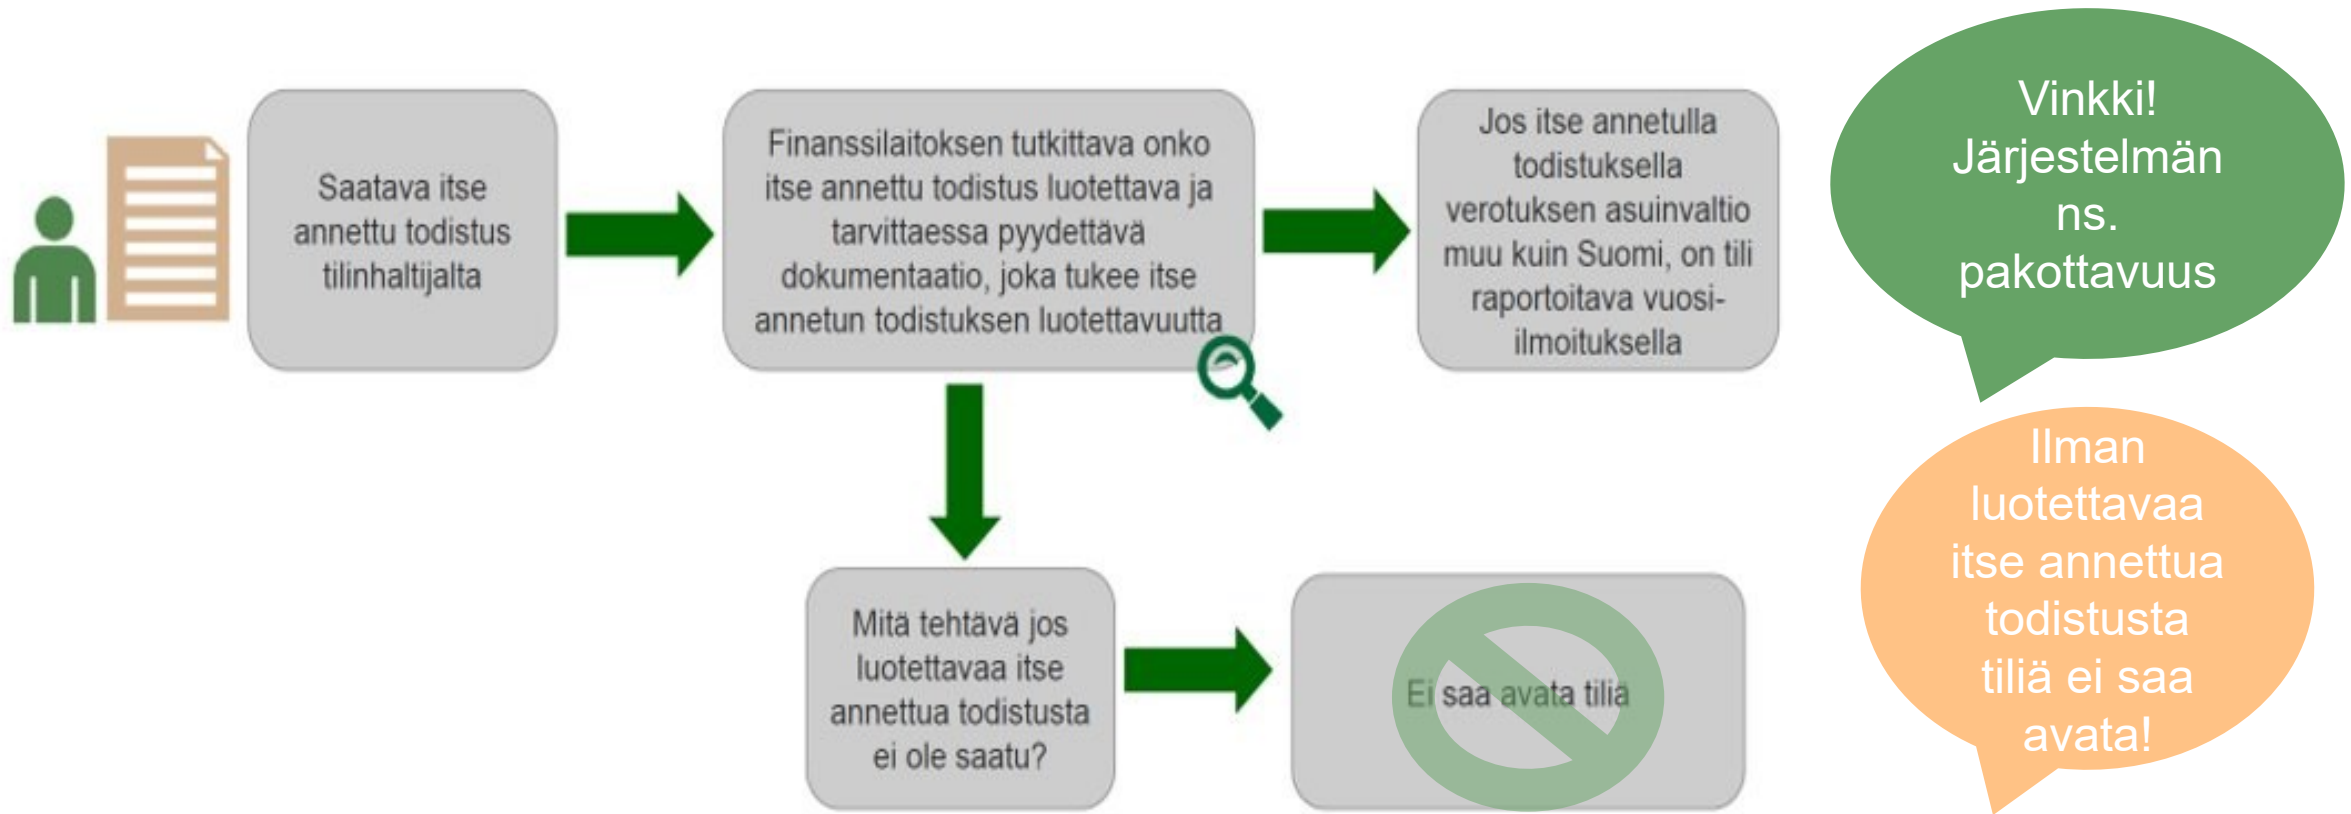 Saatava itse
annettu todistus
tilinhaltijalta
Finanssilaitoksen tutkittava onko
itse annettu todistus luotettava ja
tarvittaessa pyydettävä
dokumentaatio, joka tukee itse
annetun todistuksen luotettavuutta
Jos itse annetulla
todistuksella
verotuksen asuinvaltio
muu kuin Suomi, on tili
raportoitava vuosi-
ilmoituksella
Vinkki!
Järjestelmän
ns.
pakottavuus
Mitä tehtävä jos
luotettavaa itse
annettua todistusta
ei ole saatu?
Ei saa avata tiliä
Ilman
luotettavaa
itse annettua
todistusta
tiliä ei saa
avata!